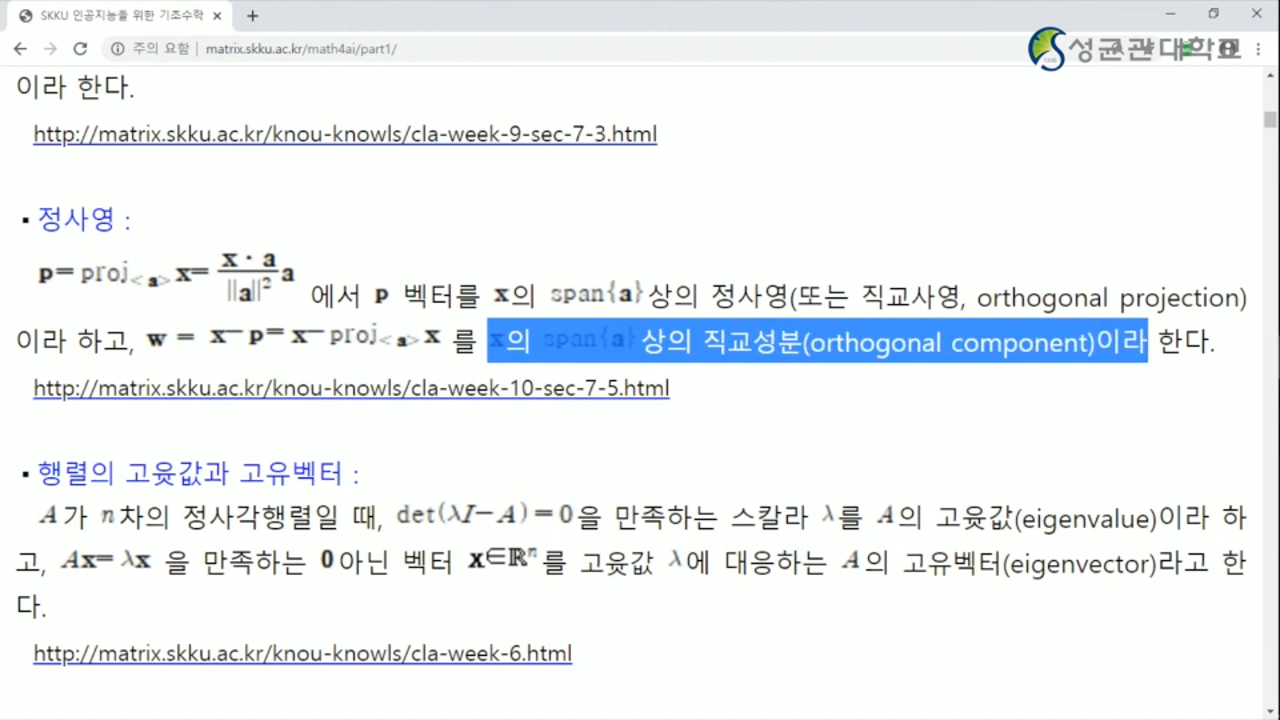 SKKU 인공지능을 위한 기초수학
주의 요함 | matrix.skku.ac.kr/math4ai/part1/
성균관대학교
이라 한다.
http://matrix.skku.ac.kr/knou-knowls/cla-week-9-sec-7-3.html
▪ 정사영 :
p= proj<a>x= x · a / ||a||² a 에서 p 벡터를 x의 span{a}상의 정사영(또는 직교사영, orthogonal projection)
이라 하고, w = x−p=x−proj<a>x 를 x의 span{a}상의 직교성분(orthogonal component)이라 한다.
http://matrix.skku.ac.kr/knou-knowls/cla-week-10-sec-7-5.html
▪ 행렬의 고윳값과 고유벡터 :
A가 n차의 정사각행렬일 때, det(λI−A)=0을 만족하는 스칼라 λ를 A의 고윳값(eigenvalue)이라 하
고, Ax=λx 을 만족하는 0아닌 벡터 x∈ℝⁿ를 고윳값 λ에 대응하는 A의 고유벡터(eigenvector)라고 한
다.
http://matrix.skku.ac.kr/knou-knowls/cla-week-6.html